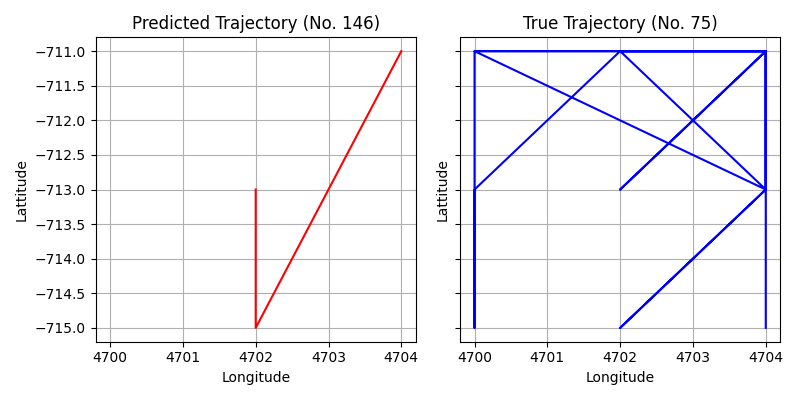 Predicted Trajectory (No. 146)
True Trajectory (No. 75)
Lattitude
−711.0
−711.5
−712.0
−712.5
−713.0
−713.5
−714.0
−714.5
−715.0
4700 4701 4702 4703 4704
Longitude
Lattitude
4700 4701 4702 4703 4704
Longitude